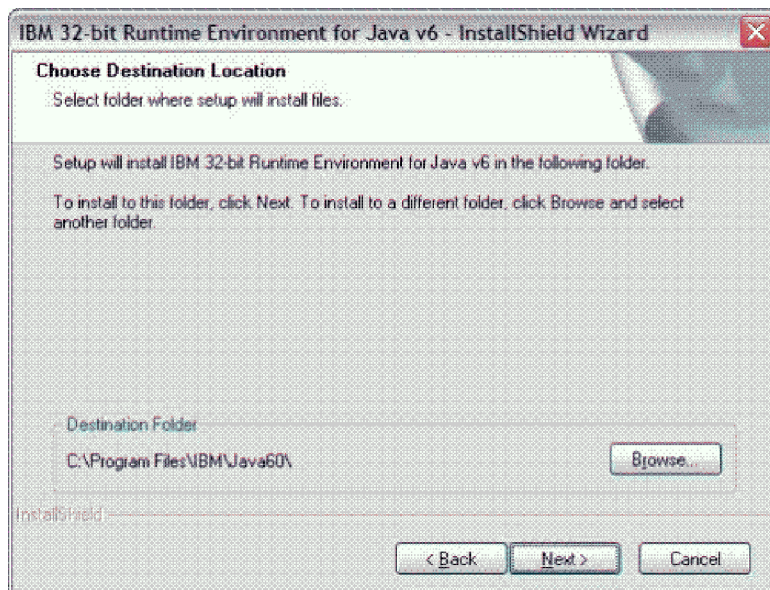 IBM 32-bit Runtime Environment for Java v6 - InstallShield Wizard
Choose Destination Location
Select folder where setup will install files.
Setup will install IBM 32-bit Runtime Environment for Java v6 in the following folder.
To install to this folder, click Next. To install to a different folder, click Browse and select
another folder.
Destination Folder
C:\Program Files\IBM\Java60\
Browse...
InstallShield
< Back
Next >
Cancel